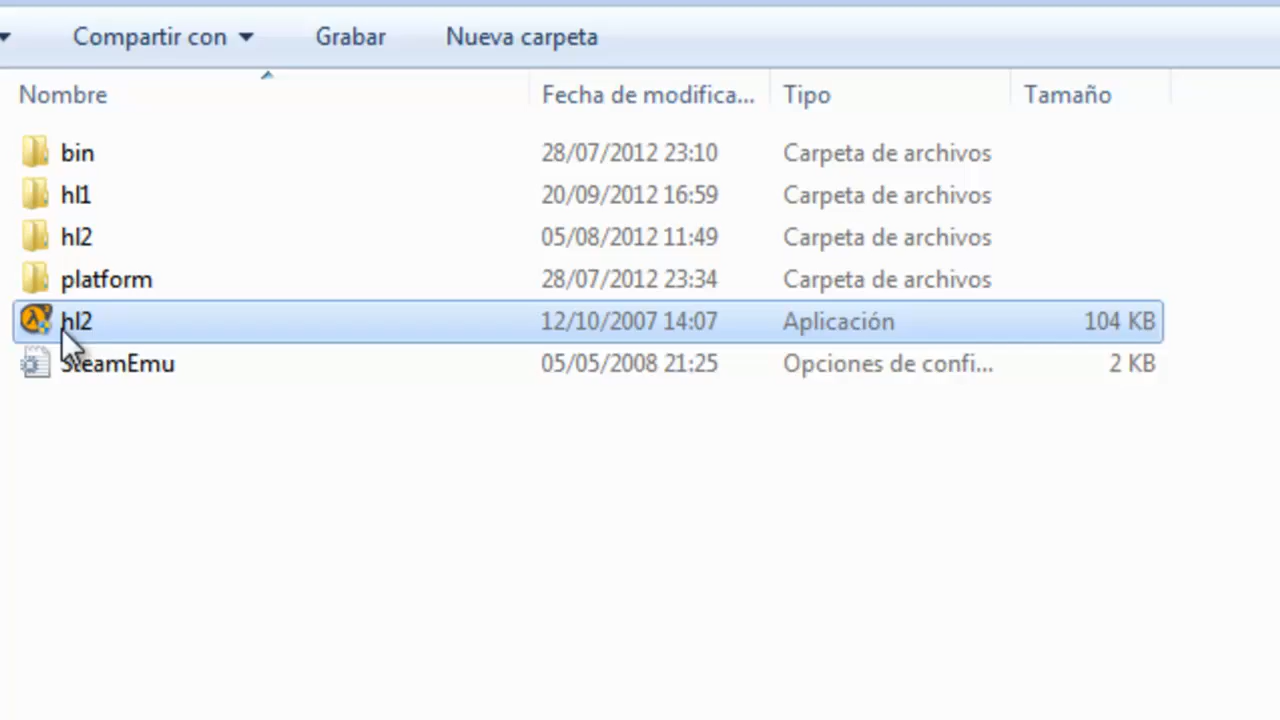 Compartir con Grabar Nueva carpeta
Nombre Fecha de modifica... Tipo Tamaño
bin 28/07/2012 23:10 Carpeta de archivos
hl1 20/09/2012 16:59 Carpeta de archivos
hl2 05/08/2012 11:49 Carpeta de archivos
platform 28/07/2012 23:34 Carpeta de archivos
hl2 12/10/2007 14:07 Aplicación 104 KB
SteamEmu 05/05/2008 21:25 Opciones de confi... 2 KB